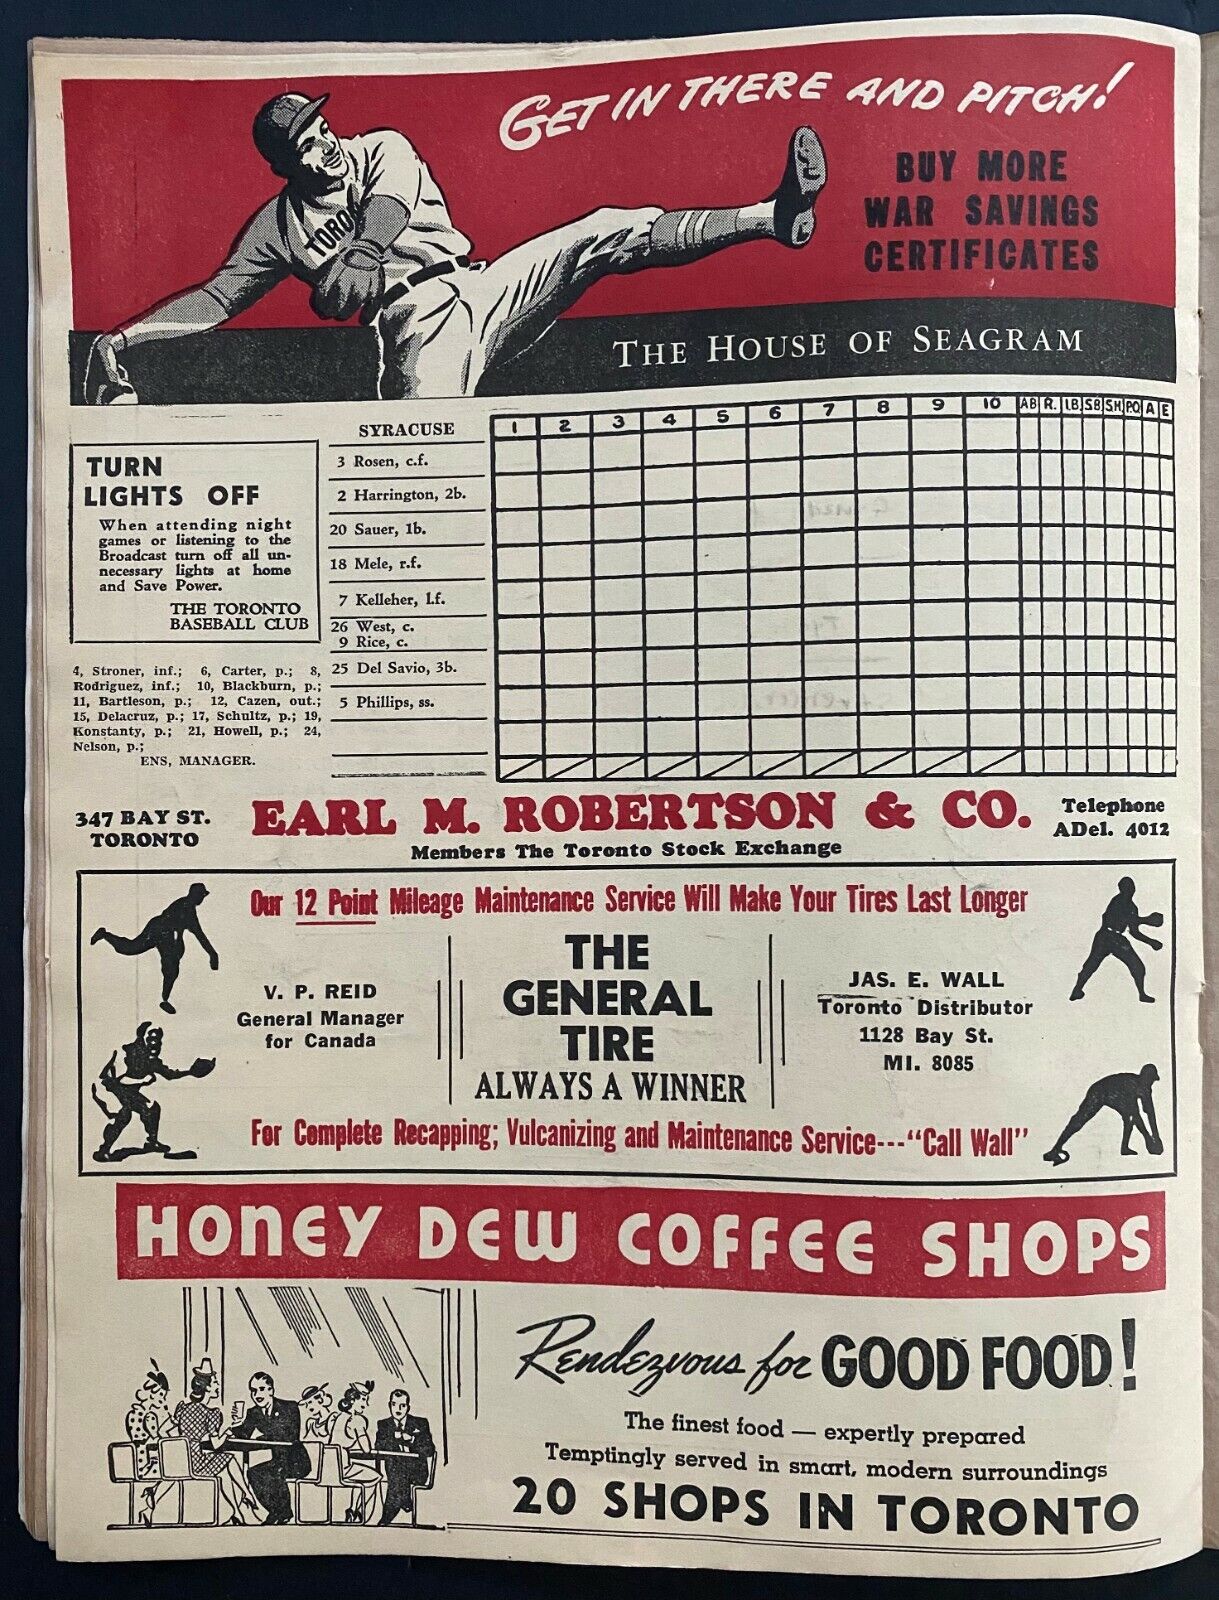 GET IN THERE AND PITCH!
BUY MORE
WAR SAVINGS
CERTIFICATES
TORO
THE HOUSE OF SEAGRAM
TURN
LIGHTS OFF
When attending night
games or listening to the
Broadcast turn off all un-
necessary lights at home
and Save Power.
THE TORONTO
BASEBALL CLUB
4, Stroner, inf.; 6, Carter, p.; 8,
Rodriguez, inf.; 10, Blackburn, p.;
11, Bartleson, p.; 12, Cazen, out.;
15, Delacruz, p.; 17, Schultz, p.; 19,
Konstanty, p.; 21, Howell, p.; 24,
Nelson, p.;
ENS, MANAGER.
SYRACUSE
3 Rosen, c.f.
2 Harrington, 2b.
20 Sauer, 1b.
18 Mele, r.f.
7 Kelleher, l.f.
26 West, c.
9 Rice, c.
25 Del Savio, 3b.
5 Phillips, ss.
1 2 3 4 5 6 7 8 9 10 AB R. 1B. SB SH PO A E
347 BAY ST.
TORONTO
EARL M. ROBERTSON & CO.
Members The Toronto Stock Exchange
Telephone
ADel. 4012
Our 12 Point Mileage Maintenance Service Will Make Your Tires Last Longer
V. P. REID
General Manager
for Canada
THE
GENERAL
TIRE
ALWAYS A WINNER
JAS. E. WALL
Toronto Distributor
1128 Bay St.
MI. 8085
For Complete Recapping; Vulcanizing and Maintenance Service---"Call Wall"
HONEY DEW COFFEE SHOPS
Rendezvous for GOOD FOOD!
The finest food — expertly prepared
Temptingly served in smart, modern surroundings
20 SHOPS IN TORONTO